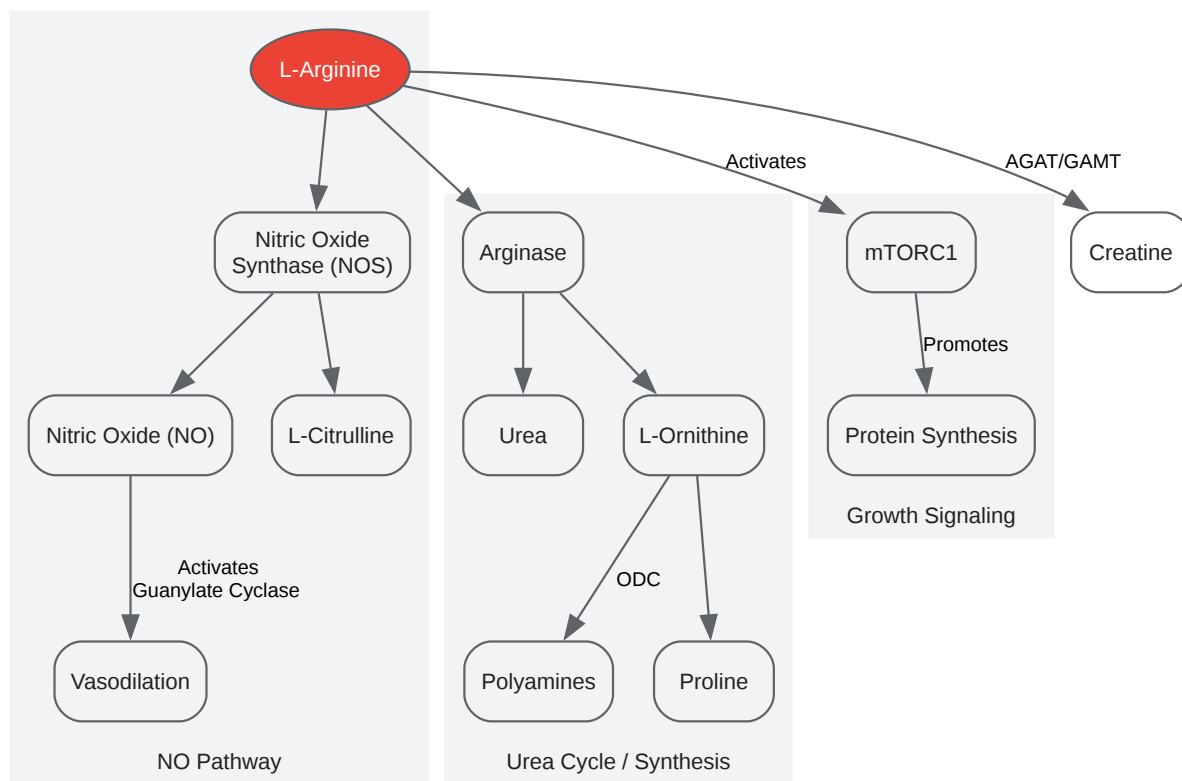 L-Arginine
Activates
AGAT/GAMT
Nitric Oxide
Synthase (NOS)
Arginase
mTORC1
Creatine
Promotes
Nitric Oxide (NO)
L-Citrulline
Urea
L-Ornithine
Protein Synthesis
Growth Signaling
Activates
Guanylate Cyclase
ODC
Vasodilation
Polyamines
Proline
NO Pathway
Urea Cycle / Synthesis